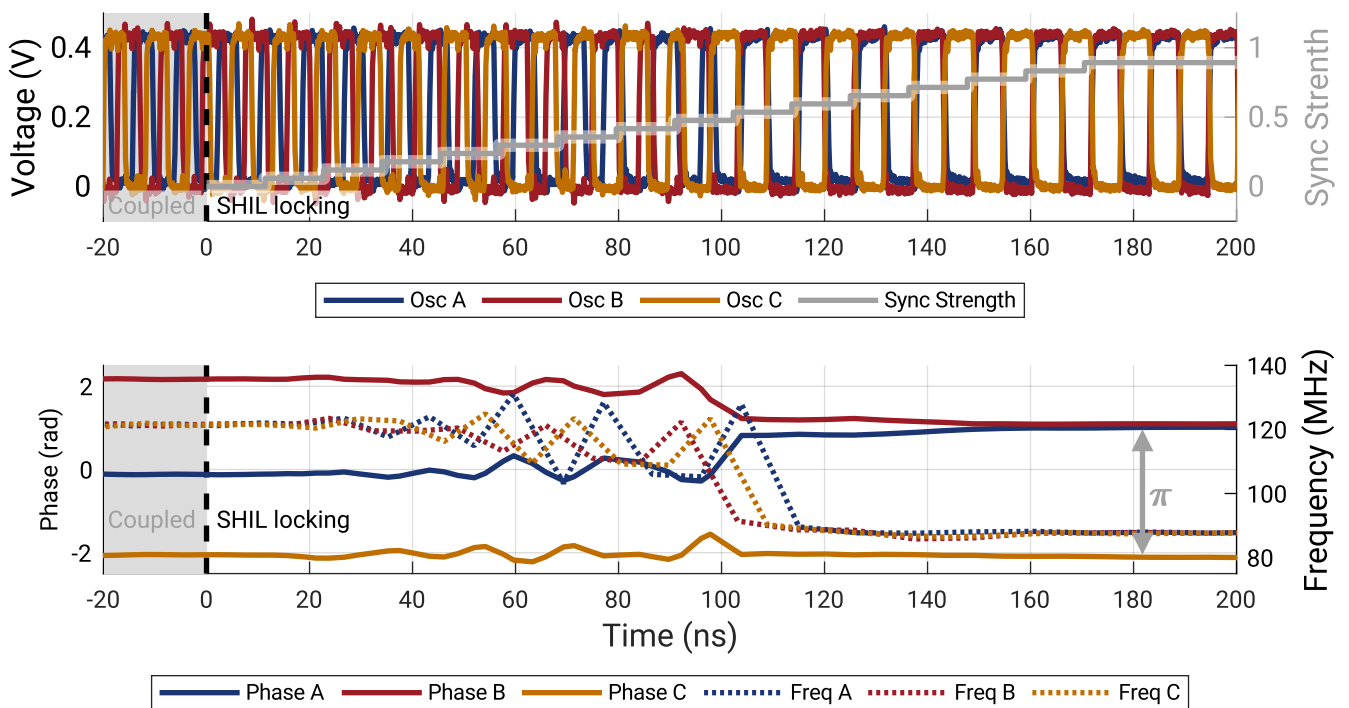 Voltage (V)
0.4
0.2
0
Coupled
SHIL locking
1
0.5
0
Sync Strenth
-20 0 20 40 60 80 100 120 140 160 180 200
Osc A Osc B Osc C Sync Strength
Phase (rad)
2
0
-2
Coupled
SHIL locking
π
140
120
100
80
Frequency (MHz)
-20 0 20 40 60 80 100 120 140 160 180 200
Time (ns)
Phase A Phase B Phase C Freq A Freq B Freq C